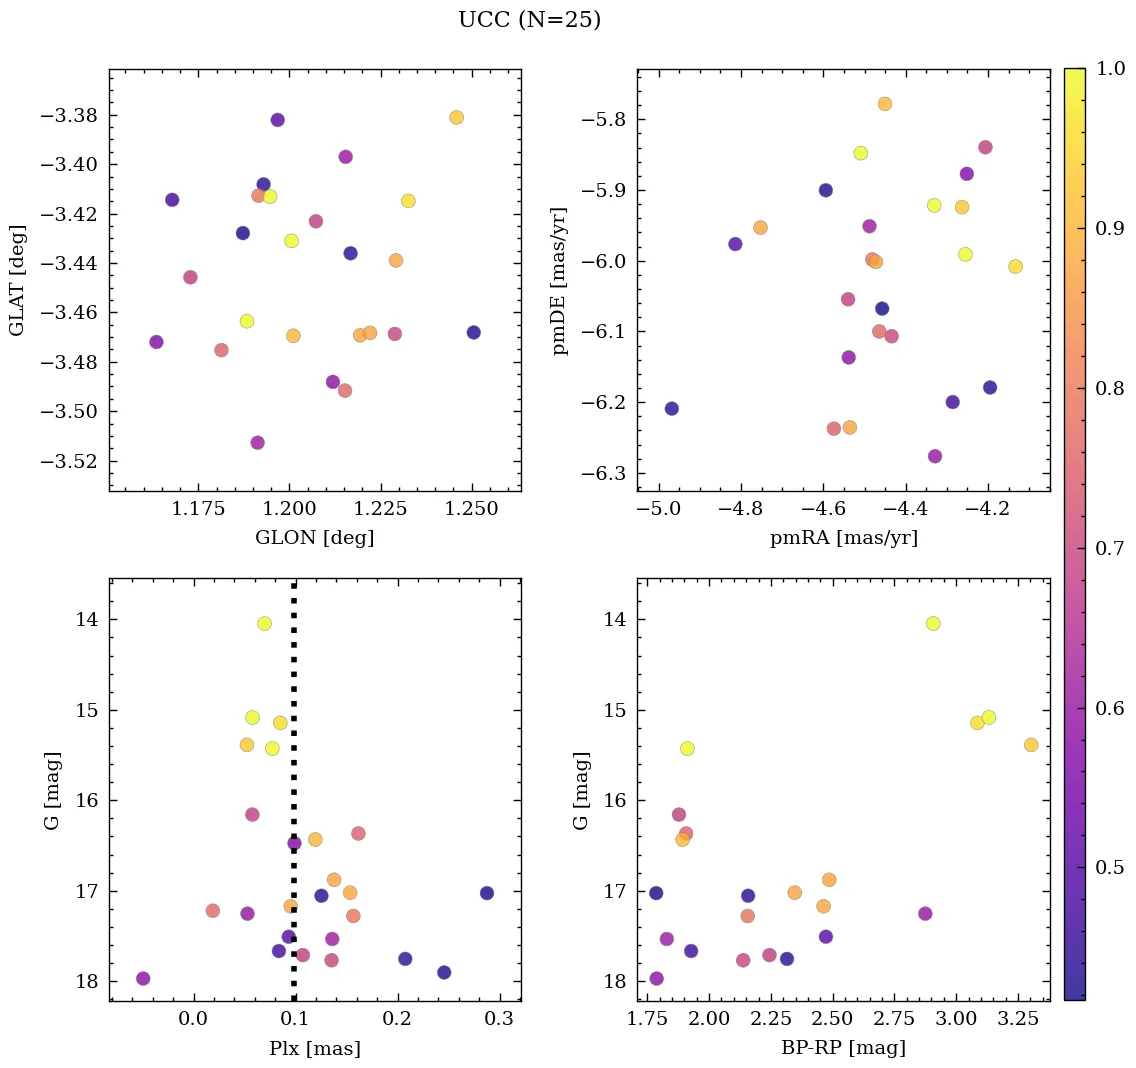 UCC (N=25)
−3.38
−3.40
−3.42
−3.44
−3.46
−3.48
−3.50
−3.52
GLAT [deg]
1.175 1.200 1.225 1.250
GLON [deg]
−5.8
−5.9
−6.0
−6.1
−6.2
−6.3
pmDE [mas/yr]
−5.0 −4.8 −4.6 −4.4 −4.2
pmRA [mas/yr]
14
15
16
17
18
G [mag]
0.0 0.1 0.2 0.3
Plx [mas]
14
15
16
17
18
G [mag]
1.75 2.00 2.25 2.50 2.75 3.00 3.25
BP-RP [mag]
1.0
0.9
0.8
0.7
0.6
0.5